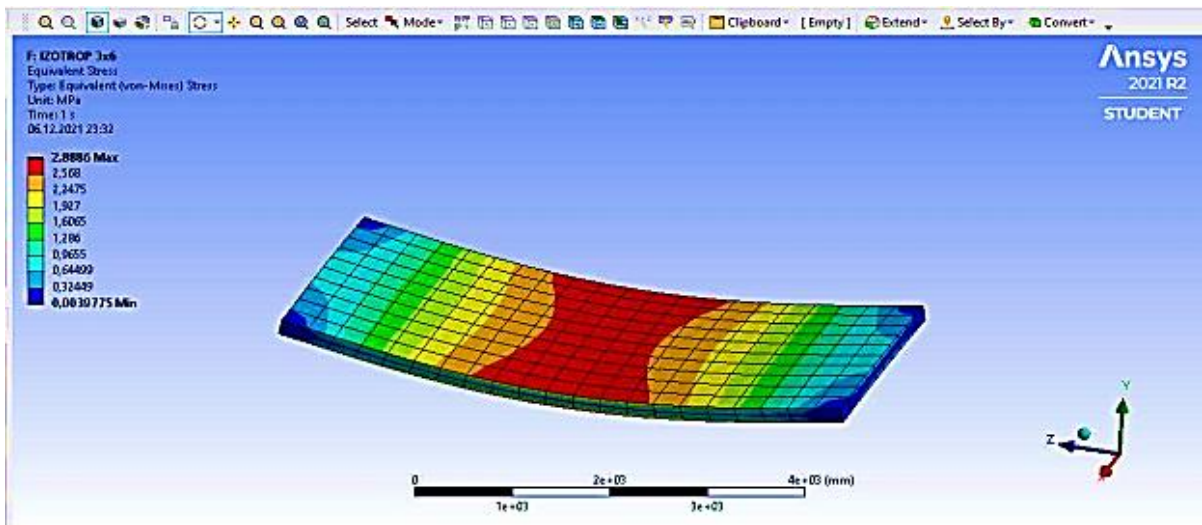 Select Mode Clipboard [Empty] Extend Select By Convert
F: IZOTROP 3x6
Equivalent Stress
Type: Equivalent (von-Mises) Stress
Unit: MPa
Time: 1 s
06.12.2021 23:32
2,8886 Max
2,568
2,2475
1,927
1,6065
1,286
0,9655
0,64499
0,32449
0,0039775 Min
Ansys
2021 R2
STUDENT
Y
Z
X
0 2e+03 4e+03 (mm)
1e+03 3e+03